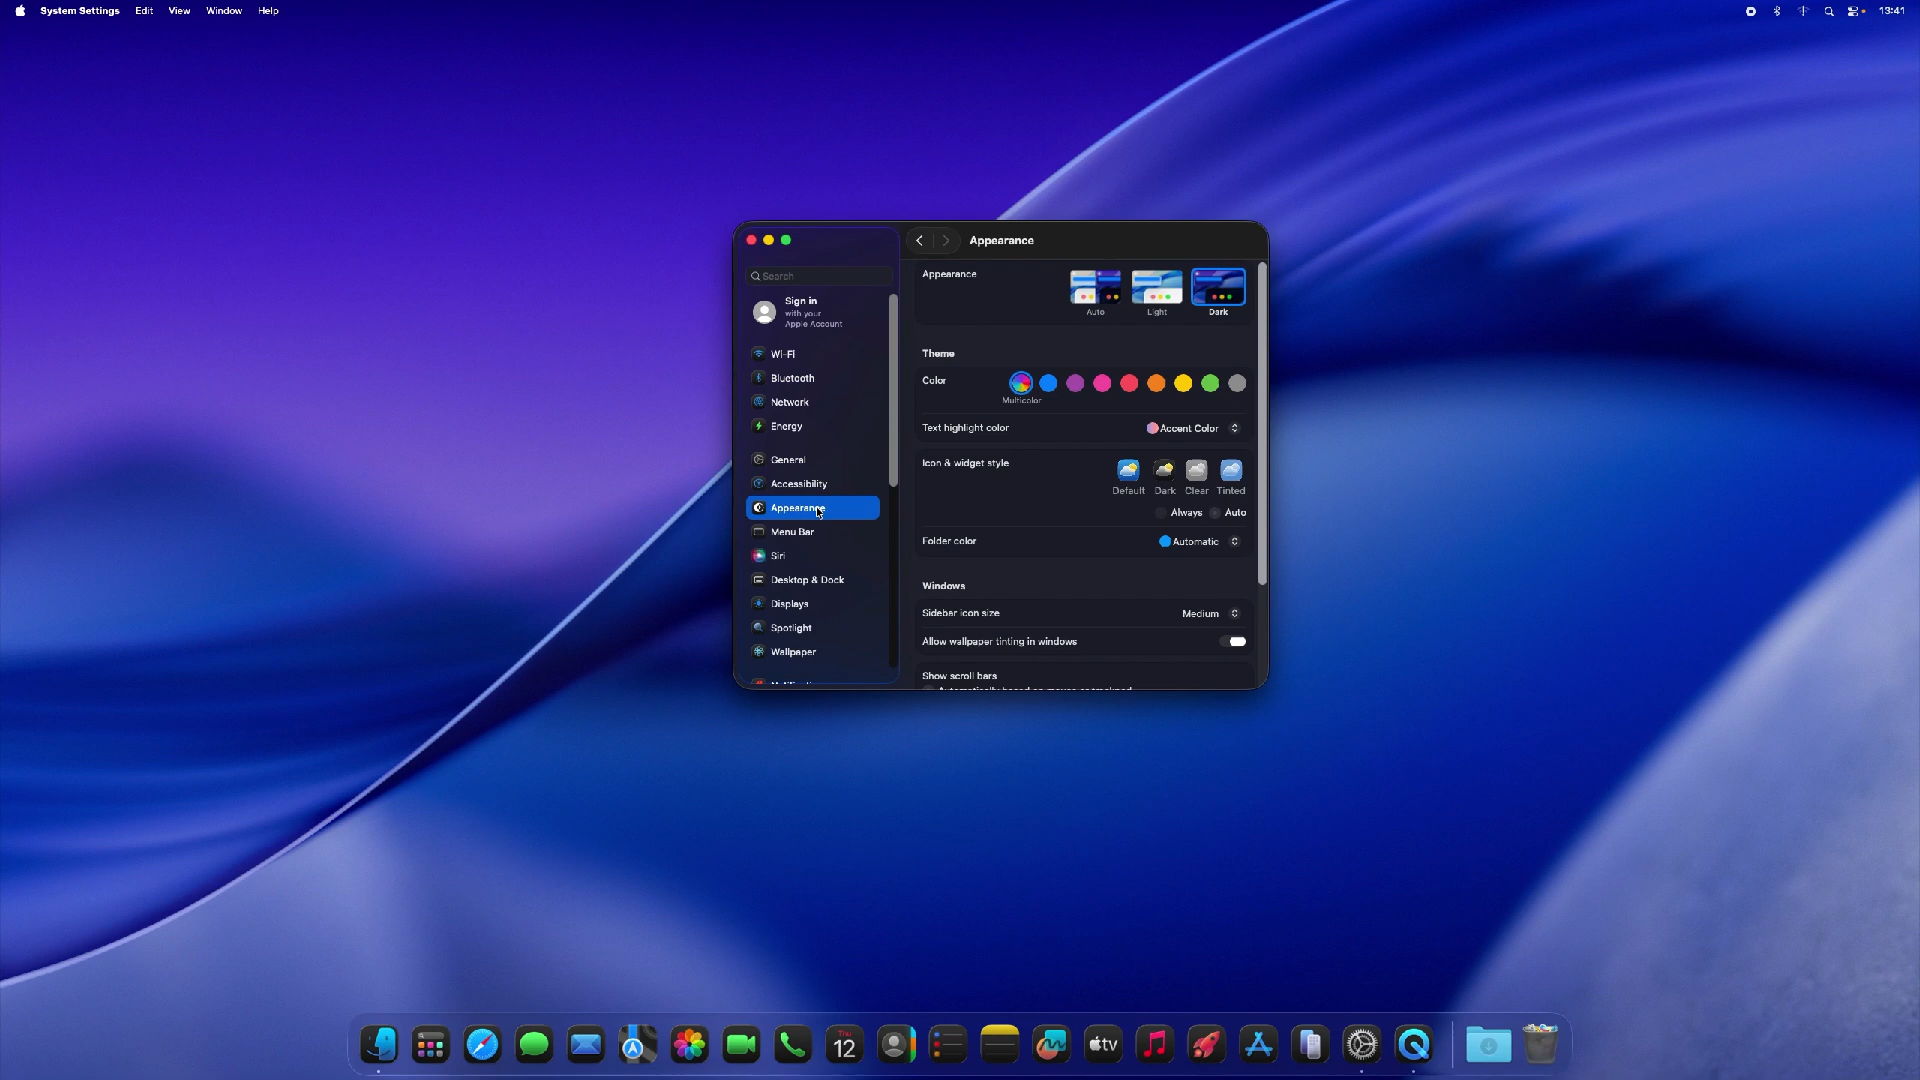 System Settings Edit View Window Help
13:41
Appearance
Search
Sign in
with your
Apple Account
Wi-Fi
Bluetooth
Network
Energy
General
Accessibility
Appearance
Menu Bar
Siri
Desktop & Dock
Displays
Spotlight
Wallpaper
Appearance
Auto Light Dark
Theme
Color
Multicolor
Text highlight color Accent Color
Icon & widget style
Default Dark Clear Tinted
Always Auto
Folder color Automatic
Windows
Sidebar icon size Medium
Allow wallpaper tinting in windows
Show scroll bars
Thu
12
tv